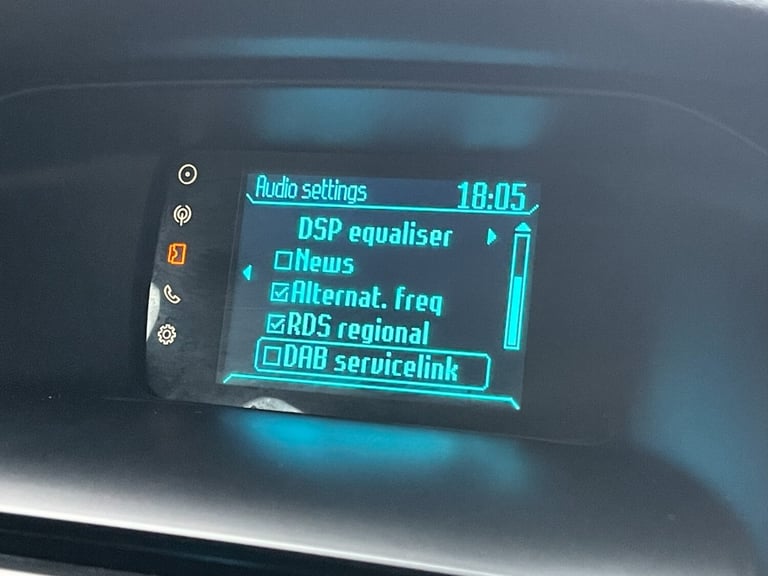 Audio settings 18:05
DSP equaliser
News
Alternat. freq
RDS regional
DAB servicelink